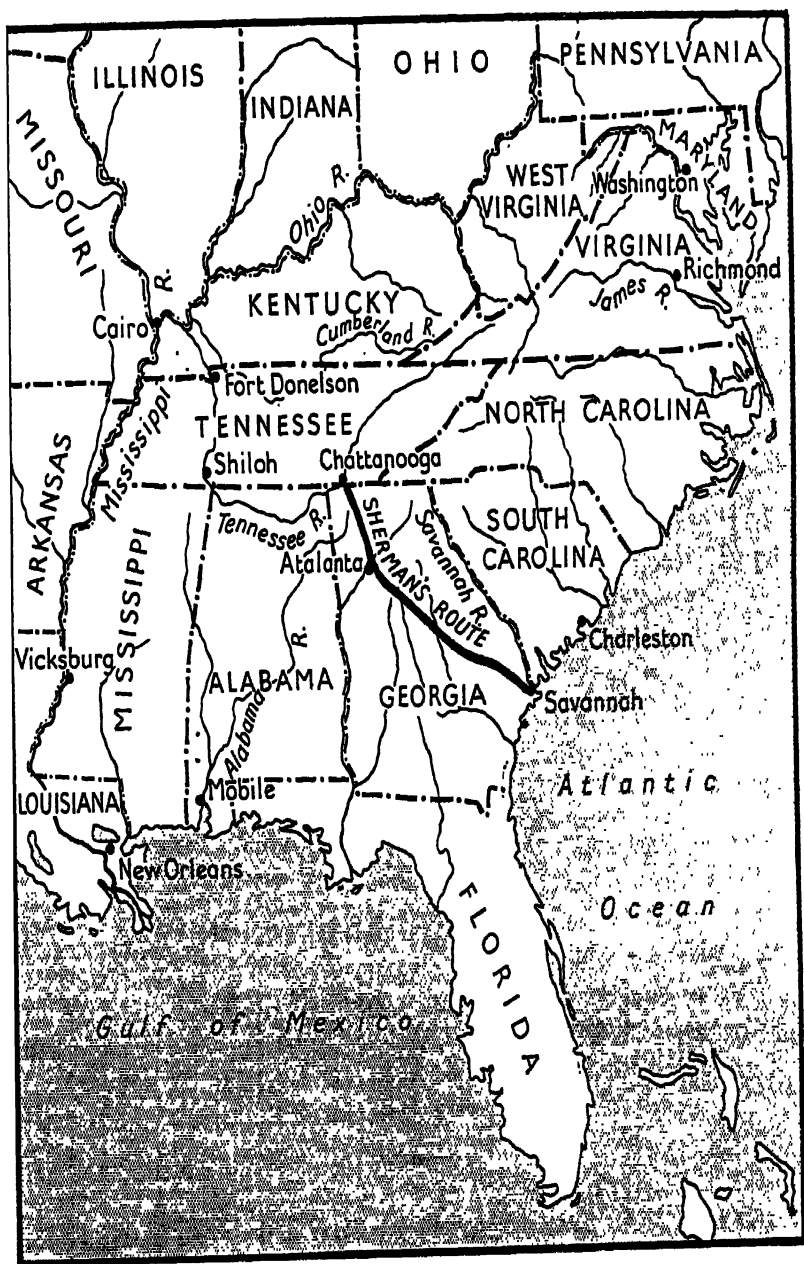 ILLINOIS
OHIO
PENNSYLVANIA
INDIANA
MISSOURI
MARYLAND
WEST
VIRGINIA
Washington
Ohio R.
VIRGINIA
Richmond
James R.
KENTUCKY
Cumberland R.
Cairo
Fort Donelson
Mississippi R.
TENNESSEE
NORTH CAROLINA
Shiloh
Chattanooga
ARKANSAS
Tennessee R.
SHERMANS ROUTE
Savannah R.
SOUTH
CAROLINA
Atalanta
Charleston
Vicksburg
MISSISSIPPI
ALABAMA
Alabama R.
GEORGIA
Savannah
LOUISIANA
Mobile
New Orleans
Atlantic
Ocean
FLORIDA
Gulf of Mexico